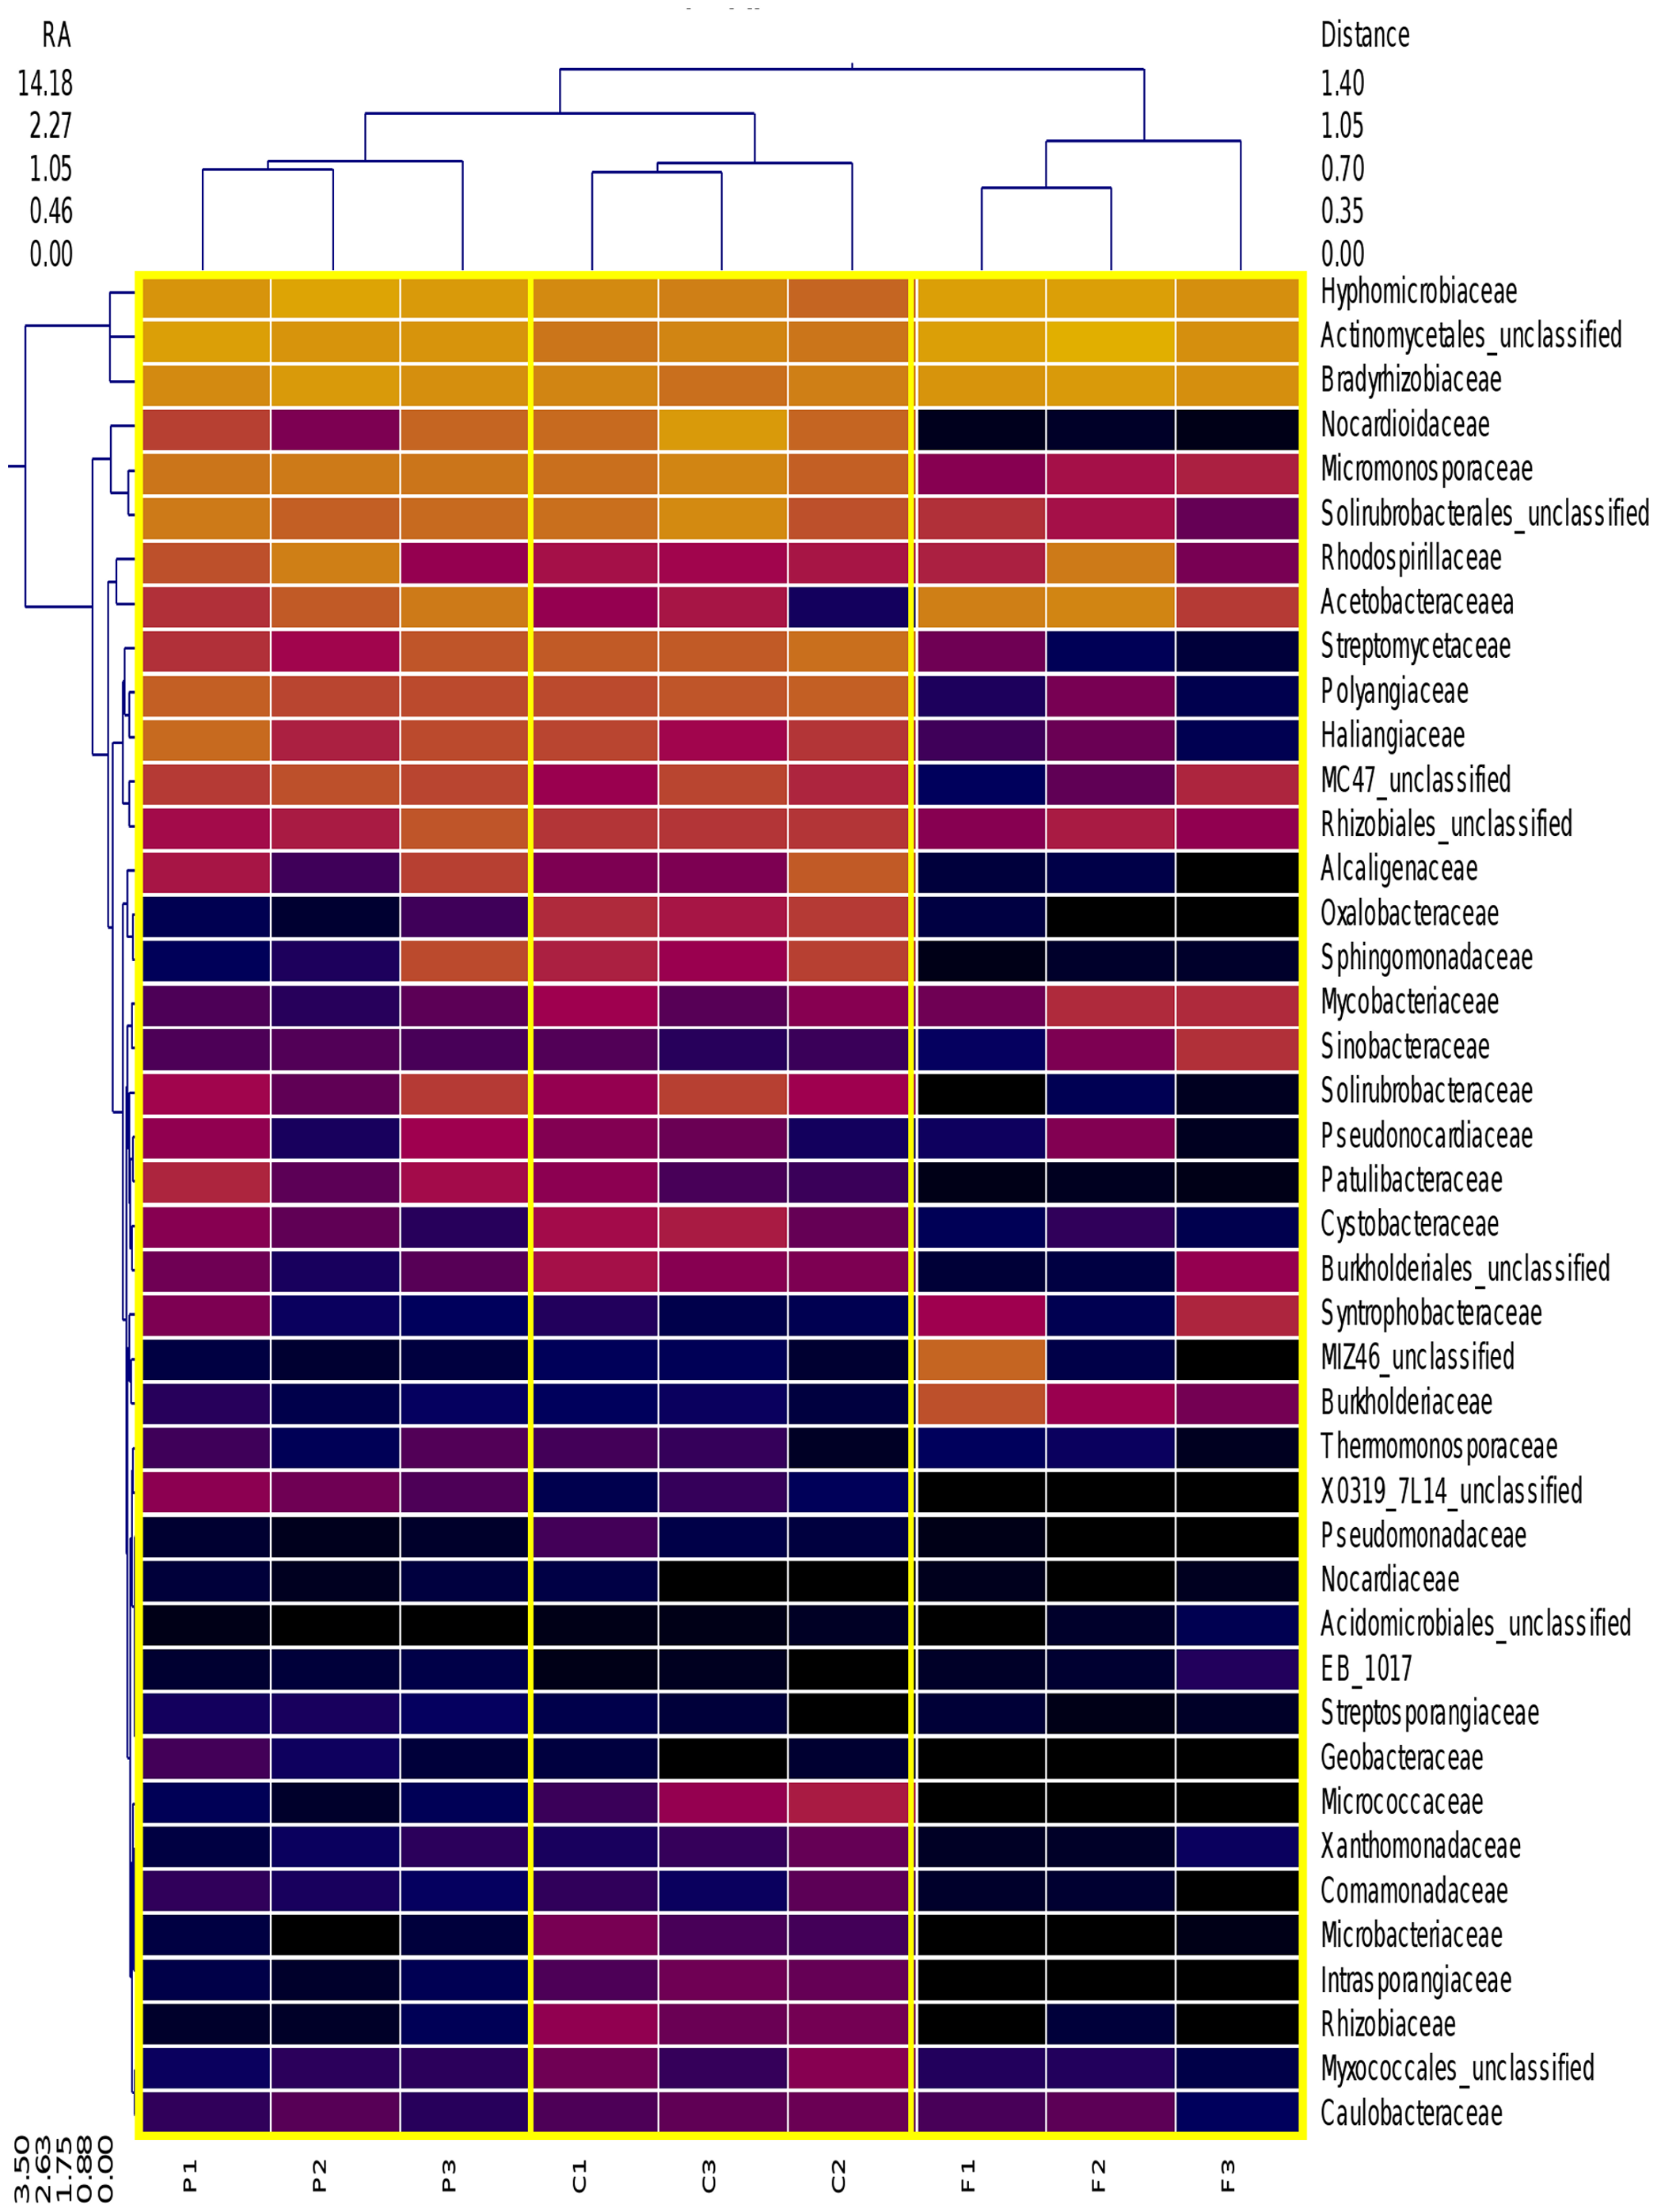 RA
14.18
2.27
1.05
0.46
0.00
Distance
1.40
1.05
0.70
0.35
0.00
Hyphomicrobiaceae
Actinomycetales_unclassified
Bradyrhizobiaceae
Nocardioidaceae
Micromonosporaceae
Solirubrobacterales_unclassified
Rhodospirillaceae
Acetobacteraceaea
Streptomycetaceae
Polyangiaceae
Haliangiaceae
MC47_unclassified
Rhizobiales_unclassified
Alcaligenaceae
Oxalobacteraceae
Sphingomonadaceae
Mycobacteriaceae
Sinobacteraceae
Solirubrobacteraceae
Pseudonocardiaceae
Patulibacteraceae
Cystobacteraceae
Burkholderiales_unclassified
Syntrophobacteraceae
MIZ46_unclassified
Burkholderiaceae
Thermomonosporaceae
X0319_7L14_unclassified
Pseudomonadaceae
Nocardiaceae
Acidomicrobiales_unclassified
EB_1017
Streptosporangiaceae
Geobacteraceae
Micrococcaceae
Xanthomonadaceae
Comamonadaceae
Microbacteriaceae
Intrasporangiaceae
Rhizobiaceae
Myxococcales_unclassified
Caulobacteraceae
3.50
2.63
1.75
0.88
0.00
P1
P2
P3
C1
C3
C2
F1
F2
F3